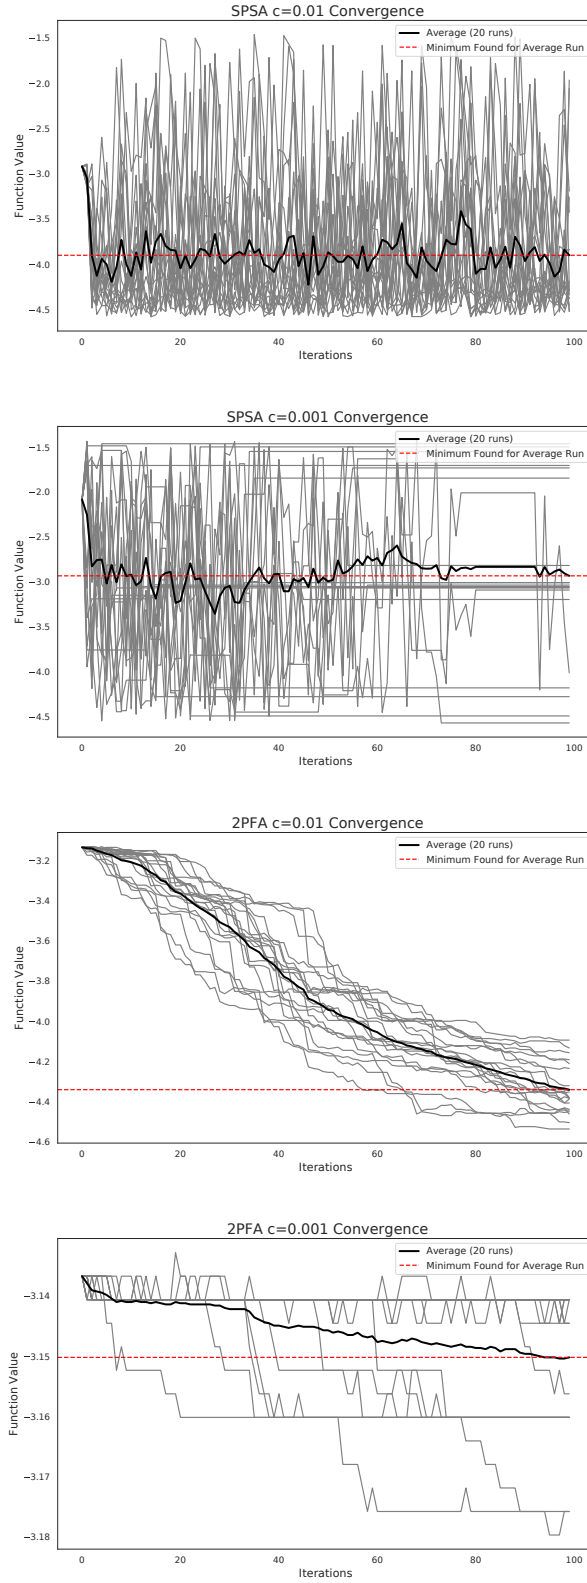 SPSA c=0.01 Convergence
Average (20 runs)
Minimum Found for Average Run
Function Value
−1.5
−2.0
−2.5
−3.0
−3.5
−4.0
−4.5
0 20 40 60 80 100
Iterations
SPSA c=0.001 Convergence
Average (20 runs)
Minimum Found for Average Run
Function Value
−1.5
−2.0
−2.5
−3.0
−3.5
−4.0
−4.5
0 20 40 60 80 100
Iterations
2PFA c=0.01 Convergence
Average (20 runs)
Minimum Found for Average Run
Function Value
−3.2
−3.4
−3.6
−3.8
−4.0
−4.2
−4.4
−4.6
0 20 40 60 80 100
Iterations
2PFA c=0.001 Convergence
Average (20 runs)
Minimum Found for Average Run
Function Value
−3.14
−3.15
−3.16
−3.17
−3.18
0 20 40 60 80 100
Iterations